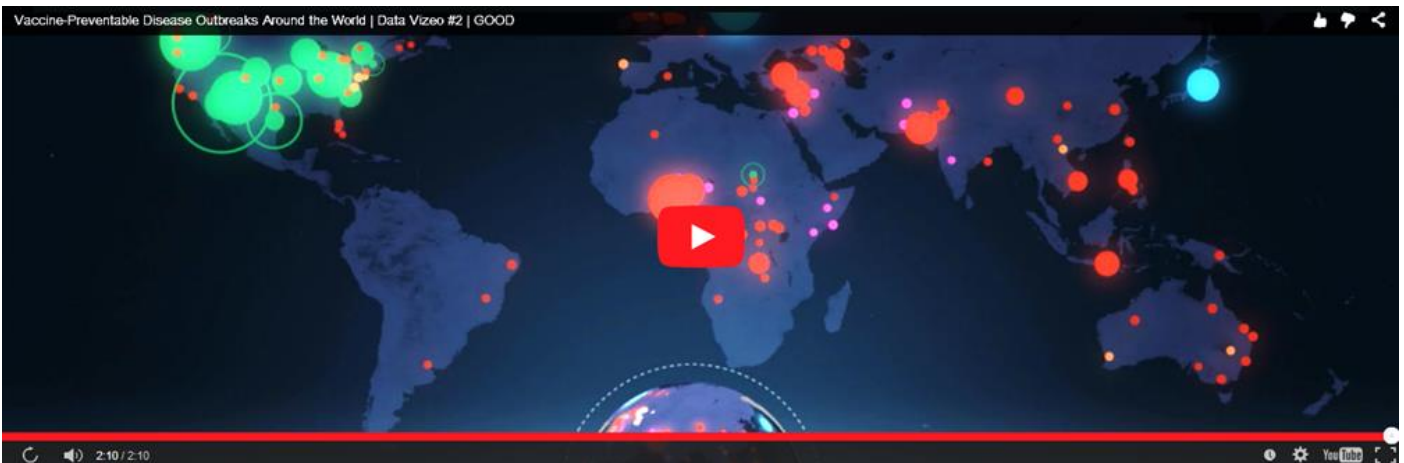 Vaccine-Preventable Disease Outbreaks Around the World | Data Vizeo #2 | GOOD
2:10 / 2:10
YouTube